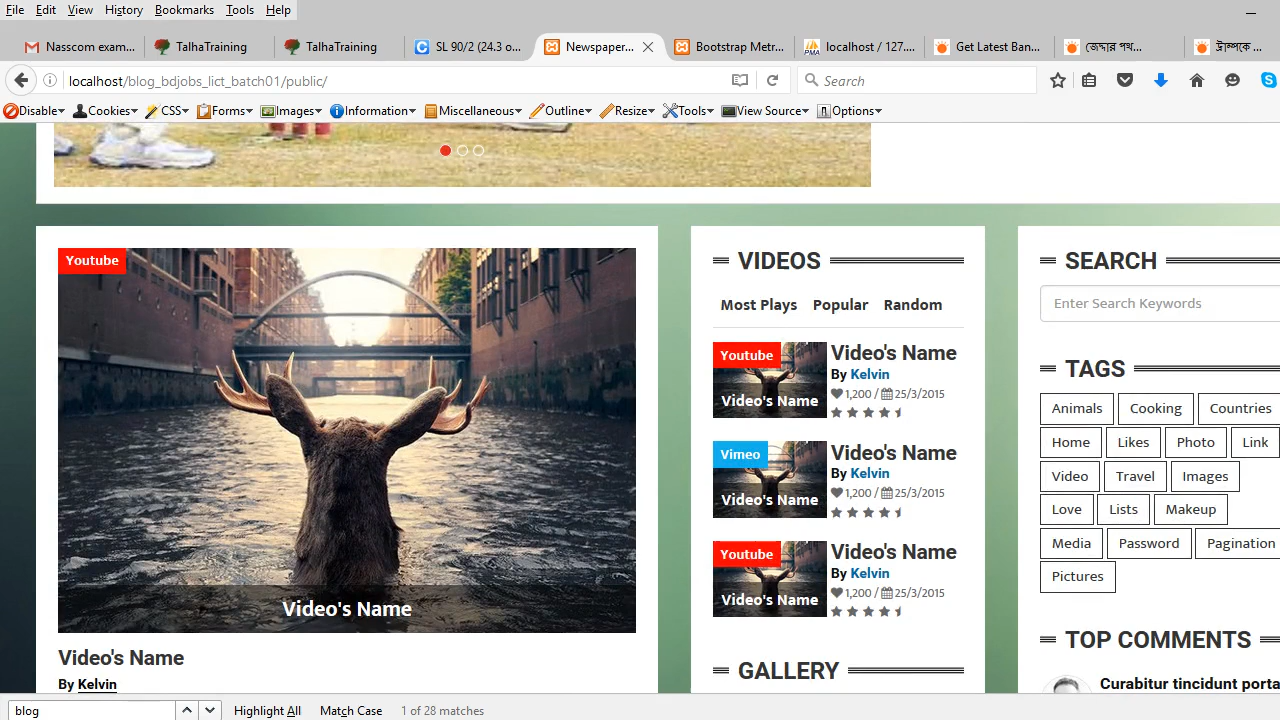 File Edit View History Bookmarks Tools Help
Nasscom exan... TalhaTraining TalhaTraining SL 90/2 (24.3 o... Newspaper... Bootstrap Metr... localhost / 127.... Get Latest Ban... জেদ্দার পথ... ট্রাম্পকে ...
localhost/blog_bdjobs_lict_batch01/public/ Search
Disable Cookies CSS Forms Images Information Miscellaneous Outline Resize Tools View Source Options
Youtube
Video's Name
Video's Name
By Kelvin
VIDEOS
Most Plays Popular Random
Youtube
Video's Name
Video's Name
By Kelvin
1,200 / 25/3/2015
Vimeo
Video's Name
Video's Name
By Kelvin
1,200 / 25/3/2015
Youtube
Video's Name
Video's Name
By Kelvin
1,200 / 25/3/2015
GALLERY
SEARCH
Enter Search Keywords
TAGS
Animals Cooking Countries
Home Likes Photo Link
Video Travel Images
Love Lists Makeup
Media Password Pagination
Pictures
TOP COMMENTS
Curabitur tincidunt porta
blog Highlight All Match Case 1 of 28 matches